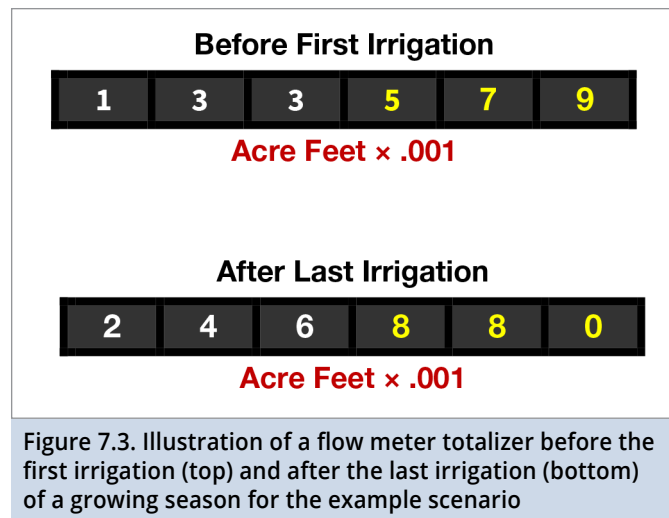 Before First Irrigation
1 3 3 5 7 9
Acre Feet × .001
After Last Irrigation
2 4 6 8 8 0
Acre Feet × .001
Figure 7.3. Illustration of a flow meter totalizer before the
first irrigation (top) and after the last irrigation (bottom)
of a growing season for the example scenario